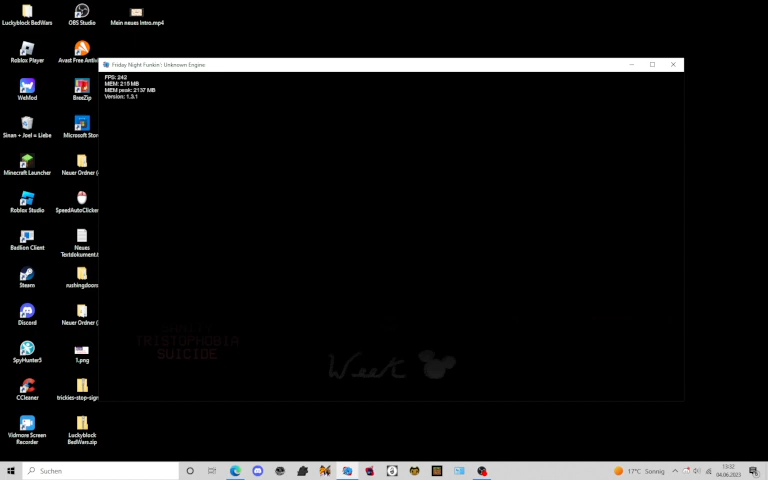 Luckyblock BedWars
OBS Studio
Mein neues Intro.mp4
Roblox Player
Avast Free Antivi
Friday Night Funkin': Unknown Engine
FPS: 242
MEM: 215 MB
MEM peak: 2137 MB
Version: 1.3.1
WeMod
BreeZip
Sinan + Joel = Liebe
Microsoft Stor
Minecraft Launcher
Neuer Ordner (
Roblox Studio
SpeedAutoClicker
Badlion Client
Neues
Textdokument.t
Steam
rushingdoors
Discord
Neuer Ordner (
SpyHunter5
1.png
TRISTOPHOBIA
SUICIDE
Week
CCleaner
trickies-stop-sign
Vidmore Screen
Recorder
Luckyblock
BedWars.zip
Suchen
17°C Sonnig
13:32
04.06.2023